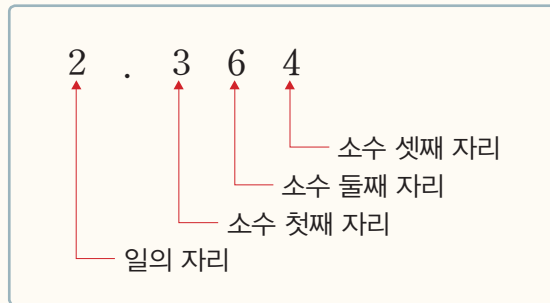 2 . 3 6 4
소수 셋째 자리
소수 둘째 자리
소수 첫째 자리
일의 자리